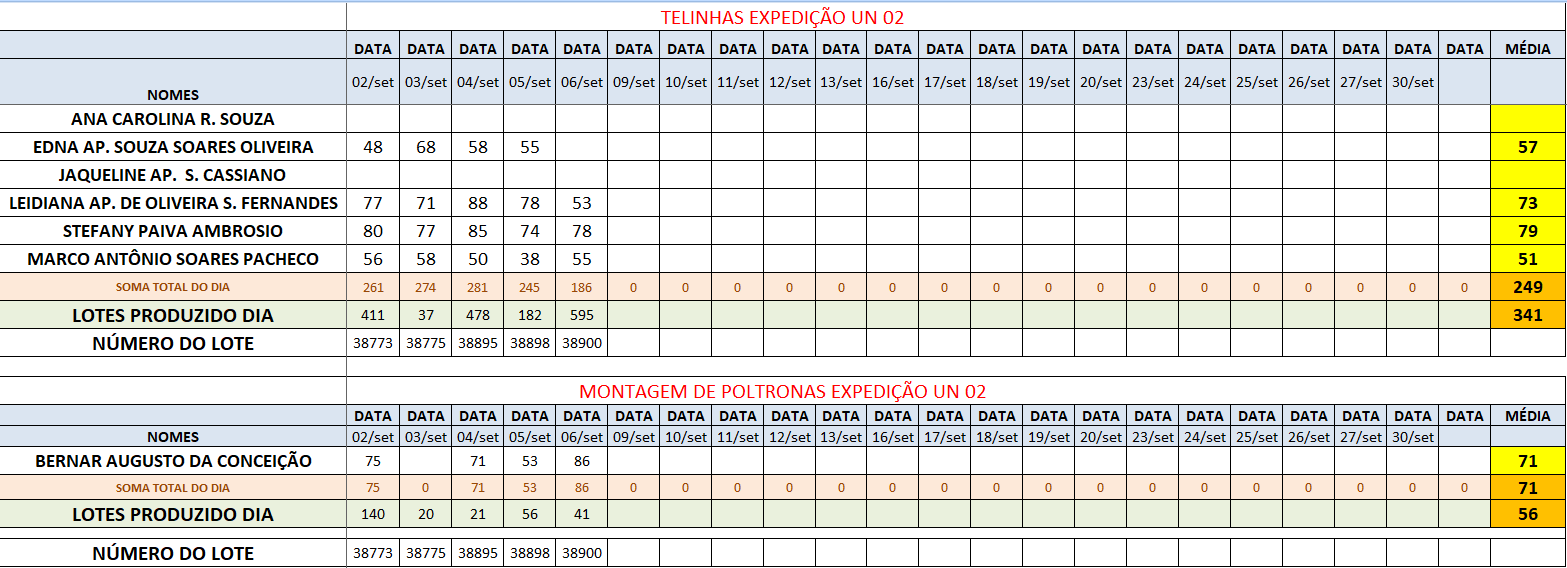 TELINHAS EXPEDIÇÃO UN 02
DATA DATA DATA DATA DATA DATA DATA DATA DATA DATA DATA DATA DATA DATA DATA DATA DATA DATA DATA DATA DATA DATA MÉDIA
NOMES 02/set 03/set 04/set 05/set 06/set 09/set 10/set 11/set 12/set 13/set 16/set 17/set 18/set 19/set 20/set 23/set 24/set 25/set 26/set 27/set 30/set
ANA CAROLINA R. SOUZA
EDNA AP. SOUZA SOARES OLIVEIRA 48 68 58 55 57
JAQUELINE AP. S. CASSIANO
LEIDIANA AP. DE OLIVEIRA S. FERNANDES 77 71 88 78 53 73
STEFANY PAIVA AMBROSIO 80 77 85 74 78 79
MARCO ANTÔNIO SOARES PACHECO 56 58 50 38 55 51
SOMA TOTAL DO DIA 261 274 281 245 186 0 0 0 0 0 0 0 0 0 0 0 0 0 0 0 0 0 249
LOTES PRODUZIDO DIA 411 37 478 182 595 341
NÚMERO DO LOTE 38773 38775 38895 38898 38900
MONTAGEM DE POLTRONAS EXPEDIÇÃO UN 02
DATA DATA DATA DATA DATA DATA DATA DATA DATA DATA DATA DATA DATA DATA DATA DATA DATA DATA DATA DATA DATA DATA MÉDIA
NOMES 02/set 03/set 04/set 05/set 06/set 09/set 10/set 11/set 12/set 13/set 16/set 17/set 18/set 19/set 20/set 23/set 24/set 25/set 26/set 27/set 30/set
BERNAR AUGUSTO DA CONCEIÇÃO 75 71 53 86 71
SOMA TOTAL DO DIA 75 0 71 53 86 0 0 0 0 0 0 0 0 0 0 0 0 0 0 0 0 0 71
LOTES PRODUZIDO DIA 140 20 21 56 41 56
NÚMERO DO LOTE 38773 38775 38895 38898 38900